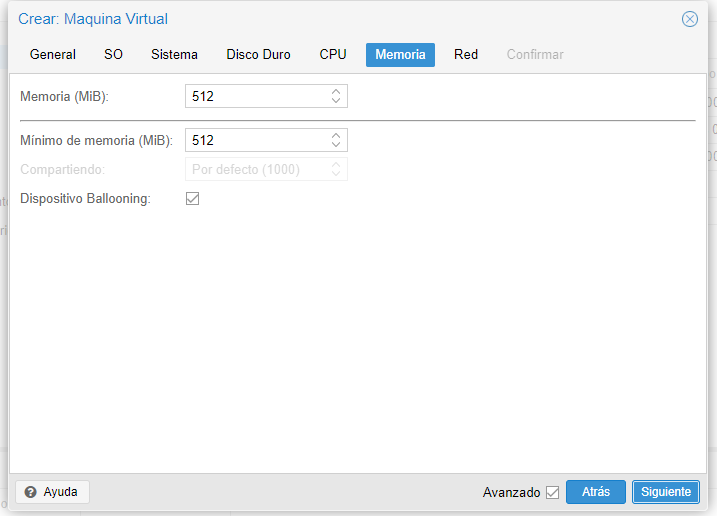 Crear: Maquina Virtual
General SO Sistema Disco Duro CPU Memoria Red Confirmar
Memoria (MiB): 512
Mínimo de memoria (MiB): 512
Compartiendo: Por defecto (1000)
Dispositivo Ballooning:
Ayuda Avanzado Atrás Siguiente